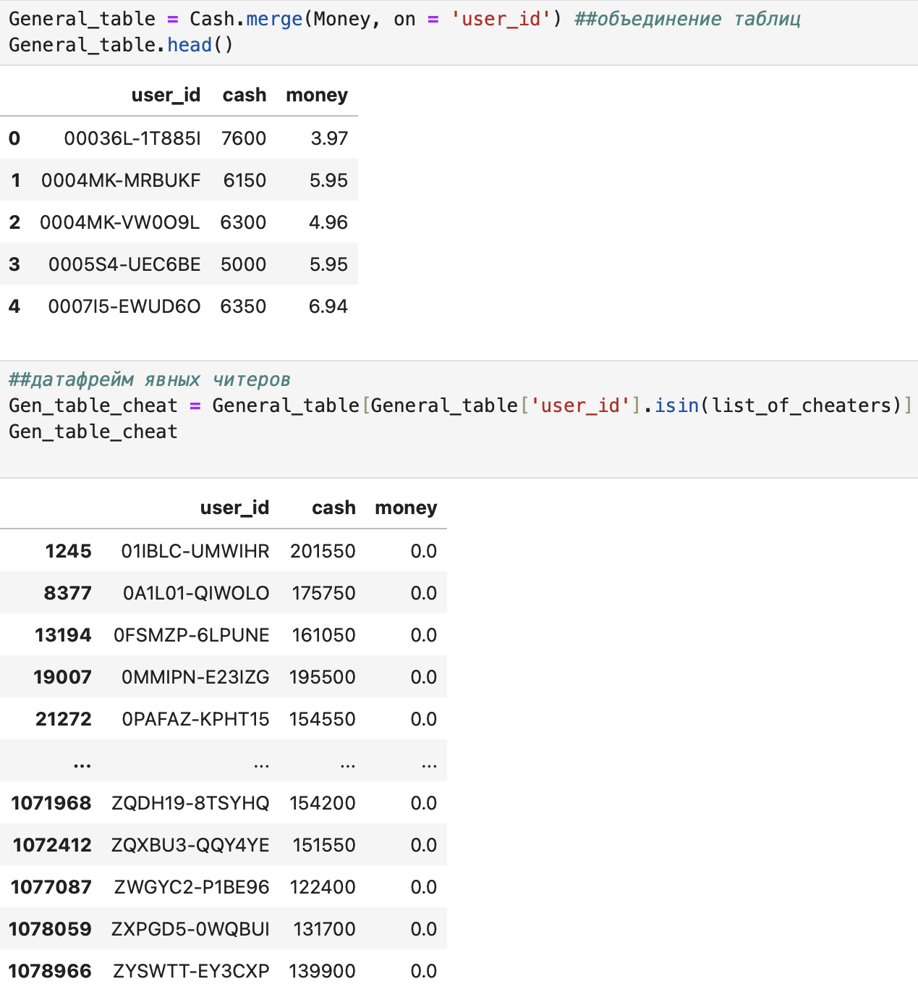 General_table = Cash.merge(Money, on = 'user_id') ##объединение таблиц
General_table.head()
user_id cash money
0 00036L-1T885I 7600 3.97
1 0004MK-MRBUKF 6150 5.95
2 0004MK-VW0O9L 6300 4.96
3 0005S4-UEC6BE 5000 5.95
4 0007I5-EWUD6O 6350 6.94
##датафрейм явных читеров
Gen_table_cheat = General_table[General_table['user_id'].isin(list_of_cheaters)]
Gen_table_cheat
user_id cash money
1245 01IBLC-UMWIHR 201550 0.0
8377 0A1L01-QIWOLO 175750 0.0
13194 0FSMZP-6LPUNE 161050 0.0
19007 0MMIPN-E23IZG 195500 0.0
21272 0PAFAZ-KPHT15 154550 0.0
... ... ... ...
1071968 ZQDH19-8TSYHQ 154200 0.0
1072412 ZQXBU3-QQY4YE 151550 0.0
1077087 ZWGYC2-P1BE96 122400 0.0
1078059 ZXPGD5-0WQBUI 131700 0.0
1078966 ZYSWTT-EY3CXP 139900 0.0